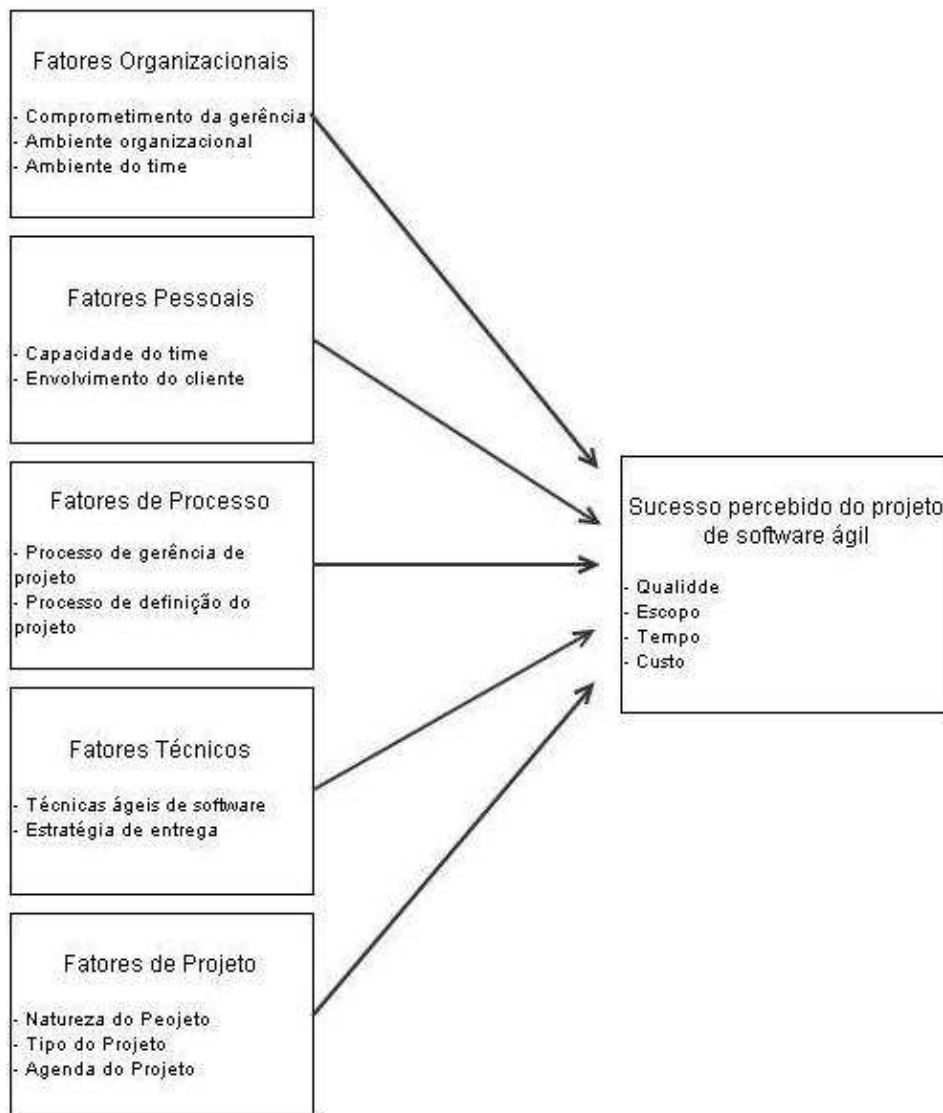 Fatores Organizacionais
- Comprometimento da gerência
- Ambiente organizacional
- Ambiente do time
Fatores Pessoais
- Capacidade do time
- Envolvimento do cliente
Fatores de Processo
- Processo de gerência de
projeto
- Processo de definição do
projeto
Fatores Técnicos
- Técnicas ágeis de software
- Estratégia de entrega
Fatores de Projeto
- Natureza do Peojeto
- Tipo do Projeto
- Agenda do Projeto
Sucesso percebido do projeto
de software ágil
- Qualidde
- Escopo
- Tempo
- Custo